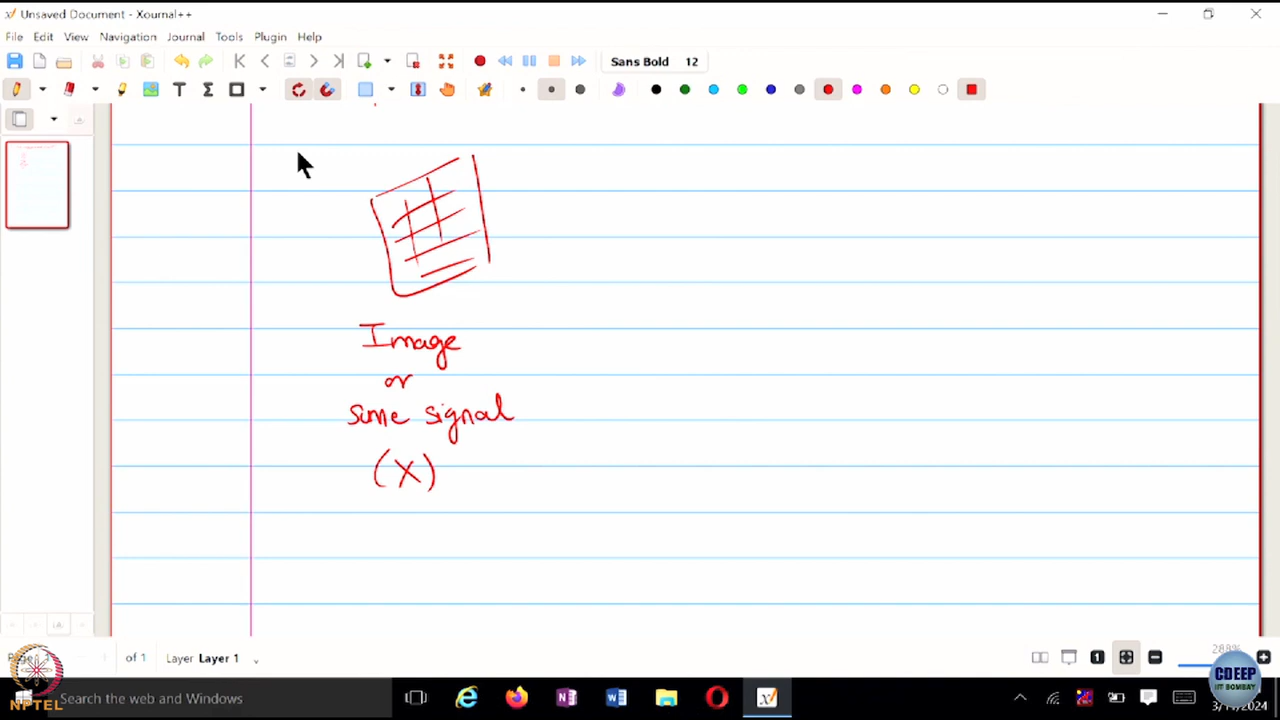 Unsaved Document - Xournal++
File Edit View Navigation Journal Tools Plugin Help
Sans Bold 12
Image
or
some signal
(X)
of 1 Layer Layer 1
288%
Search the web and Windows
NPTEL
CDEEP
IIT BOMBAY